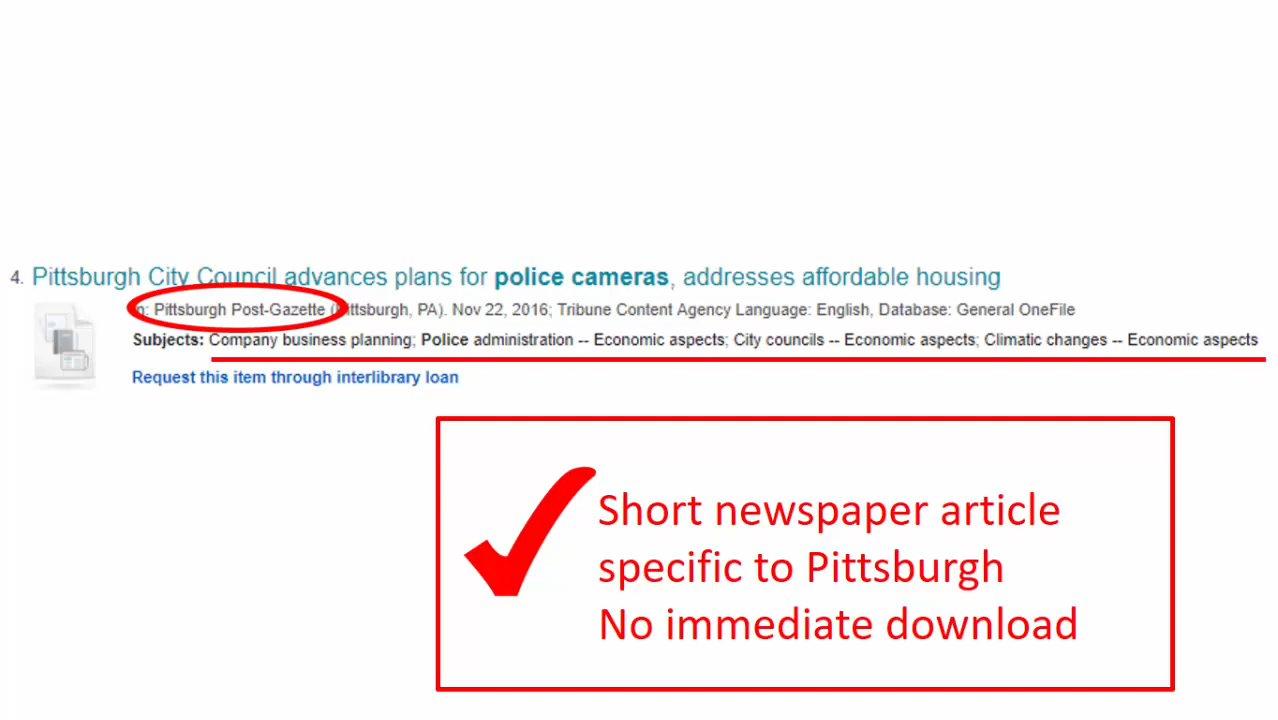 4. Pittsburgh City Council advances plans for police cameras, addresses affordable housing
Pittsburgh Post-Gazette Pittsburgh, PA). Nov 22, 2016; Tribune Content Agency Language: English, Database: General OneFile
Subjects: Company business planning; Police administration -- Economic aspects; City councils -- Economic aspects; Climatic changes -- Economic aspects
Request this item through interlibrary loan
Short newspaper article
specific to Pittsburgh
No immediate download